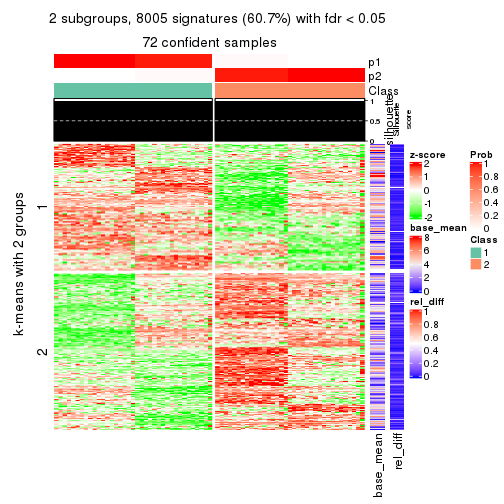 2 subgroups, 8005 signatures (60.7%) with fdr < 0.05
72 confident samples
p1
p2
Class
silhouette
Silhouette
score
1
0.5
0
k-means with 2 groups
1
2
base_mean
rel_diff
z-score
2
1
0
-1
-2
base_mean
8
6
4
2
0
rel_diff
1
0.8
0.6
0.4
0.2
0
Prob
1
0.8
0.6
0.4
0.2
0
Class
1
2